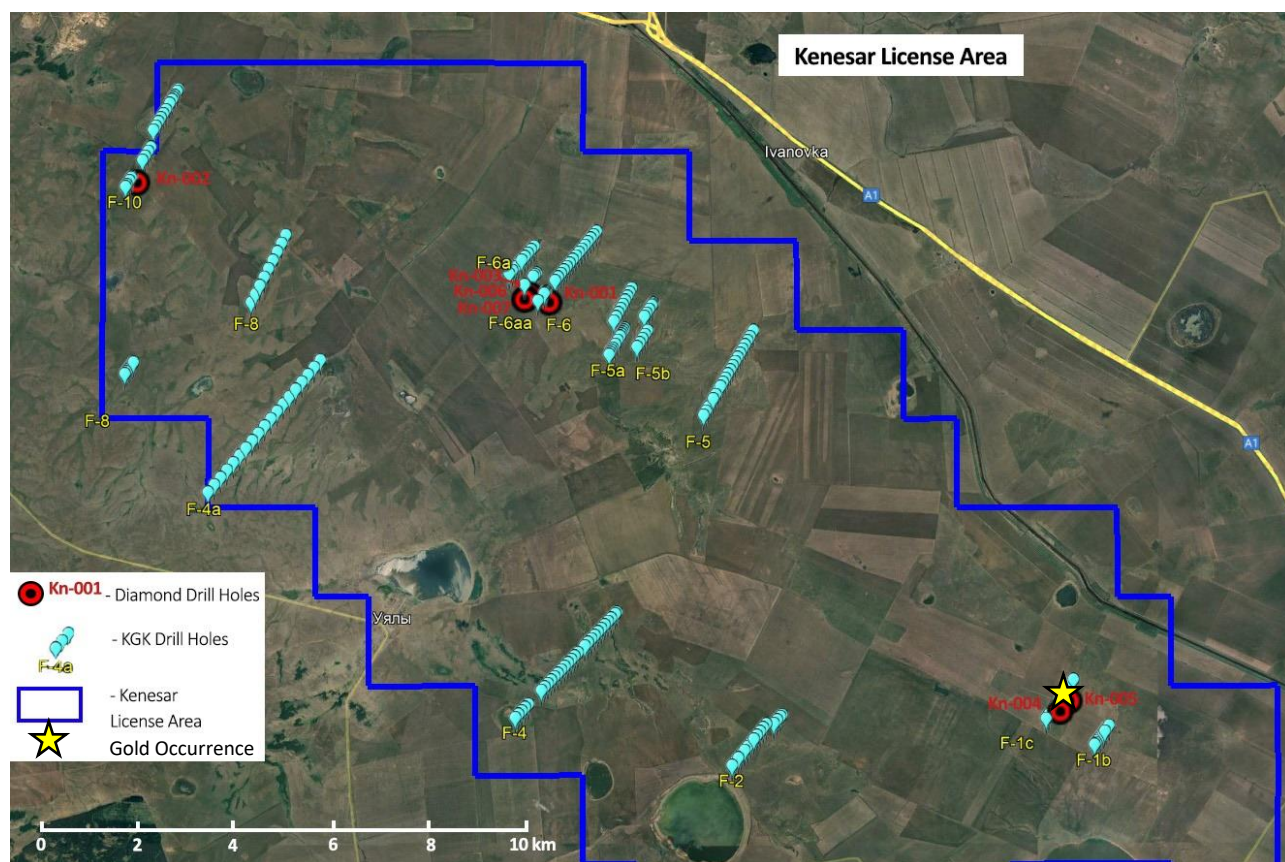 Kenesar License Area
Ivanovka
A1
Kn-002
F-10
F-6a
Kn-003
Kn-006
Kn-001
Kn-007
F-8
F-6aa
F-6
F-5a
F-5b
F-8
F-5
F-4a
Kn-001 - Diamond Drill Holes
- KGK Drill Holes
F-4a
- Kenesar
License Area
Gold Occurrence
Уялы
A1
Kn-004
Kn-005
F-4
F-1c
F-1b
F-2
0 2 4 6 8 10 km